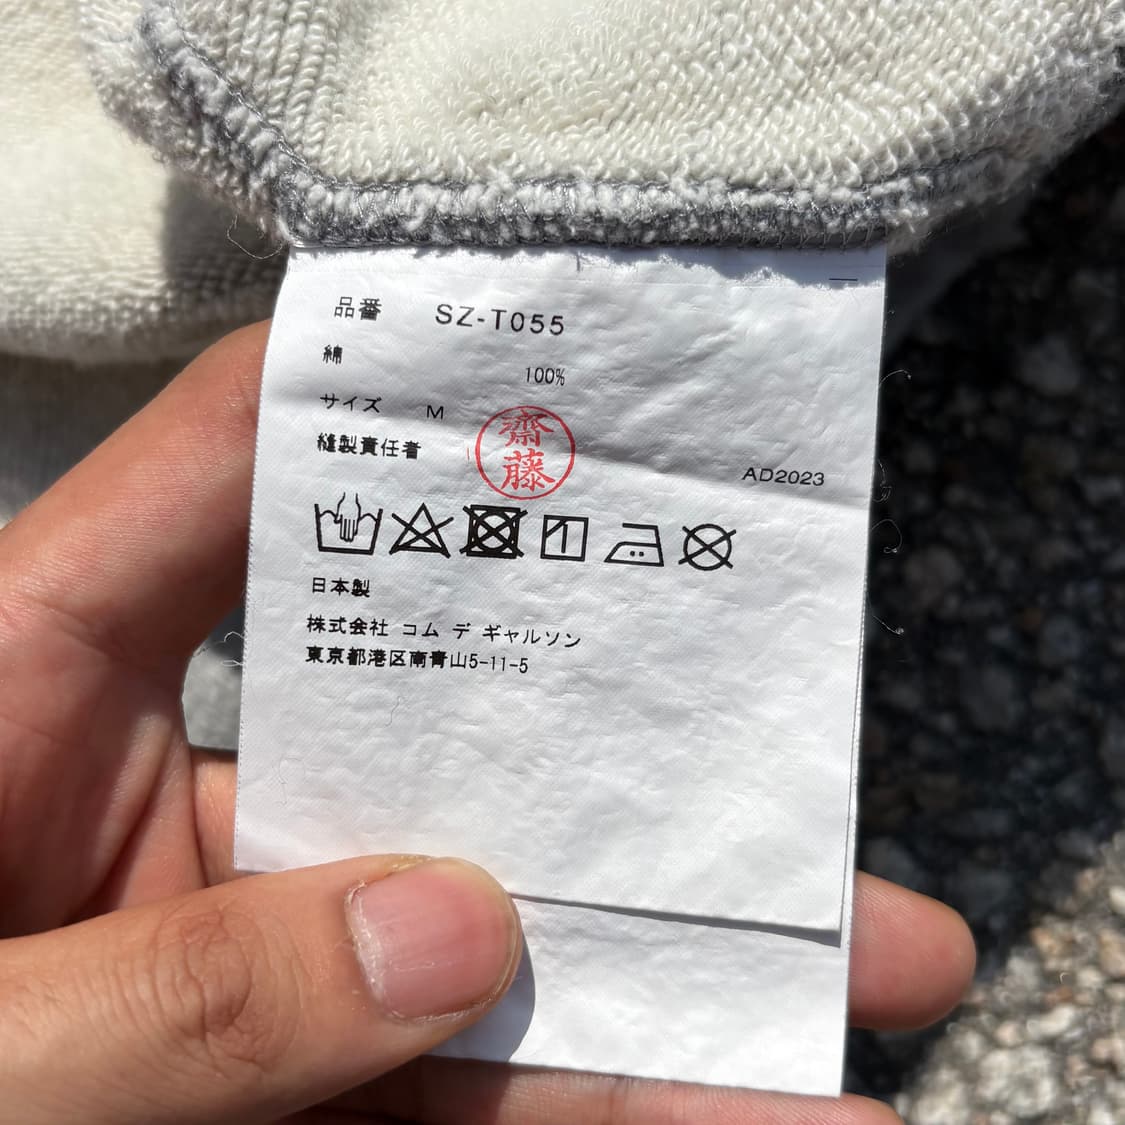 品番 SZ-T055
綿 100%
サイズ M
縫製責任者 齋藤
AD2023
日本製
株式会社 コム デ ギャルソン
東京都港区南青山5-11-5